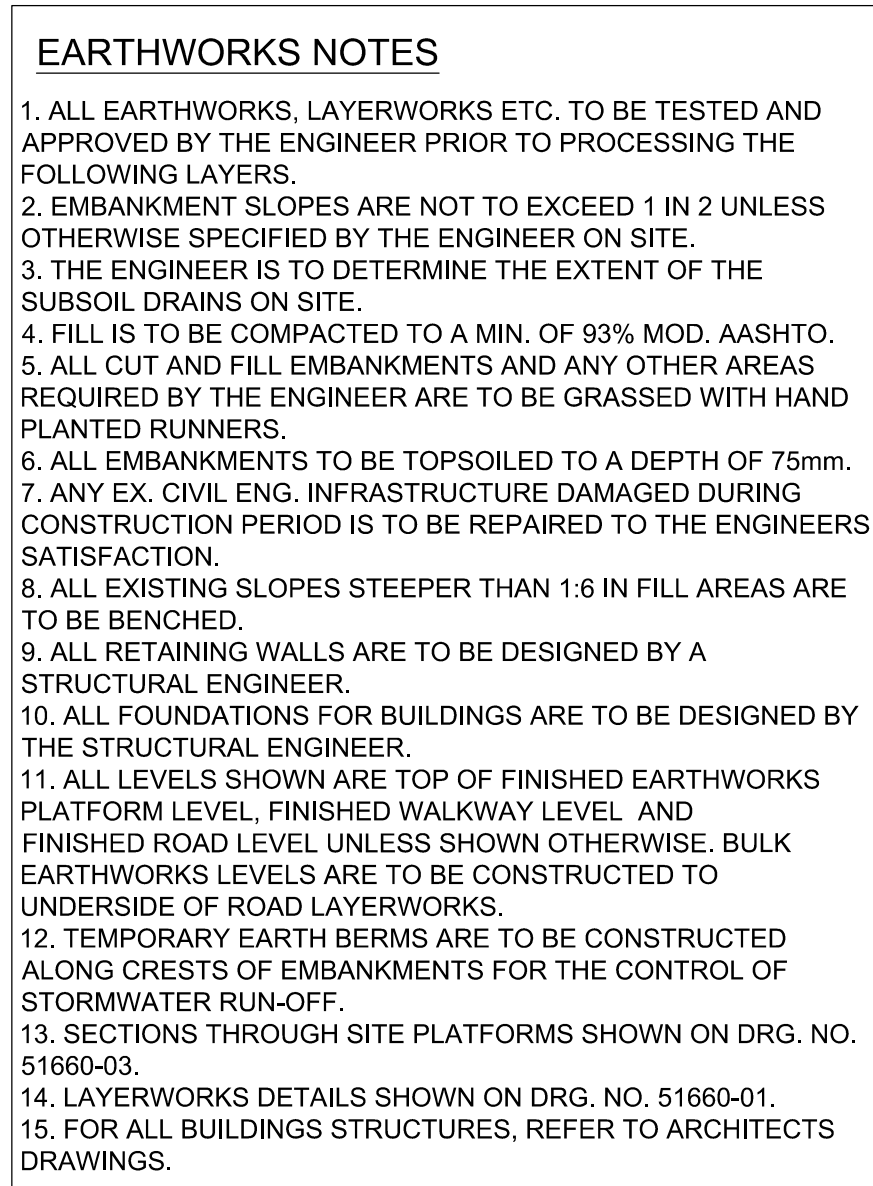 EARTHWORKS NOTES
1. ALL EARTHWORKS, LAYERWORKS ETC. TO BE TESTED AND
APPROVED BY THE ENGINEER PRIOR TO PROCESSING THE
FOLLOWING LAYERS.
2. EMBANKMENT SLOPES ARE NOT TO EXCEED 1 IN 2 UNLESS
OTHERWISE SPECIFIED BY THE ENGINEER ON SITE.
3. THE ENGINEER IS TO DETERMINE THE EXTENT OF THE
SUBSOIL DRAINS ON SITE.
4. FILL IS TO BE COMPACTED TO A MIN. OF 93% MOD. AASHTO.
5. ALL CUT AND FILL EMBANKMENTS AND ANY OTHER AREAS
REQUIRED BY THE ENGINEER ARE TO BE GRASSED WITH HAND
PLANTED RUNNERS.
6. ALL EMBANKMENTS TO BE TOPSOILED TO A DEPTH OF 75mm.
7. ANY EX. CIVIL ENG. INFRASTRUCTURE DAMAGED DURING
CONSTRUCTION PERIOD IS TO BE REPAIRED TO THE ENGINEERS
SATISFACTION.
8. ALL EXISTING SLOPES STEEPER THAN 1:6 IN FILL AREAS ARE
TO BE BENCHED.
9. ALL RETAINING WALLS ARE TO BE DESIGNED BY A
STRUCTURAL ENGINEER.
10. ALL FOUNDATIONS FOR BUILDINGS ARE TO BE DESIGNED BY
THE STRUCTURAL ENGINEER.
11. ALL LEVELS SHOWN ARE TOP OF FINISHED EARTHWORKS
PLATFORM LEVEL, FINISHED WALKWAY LEVEL AND
FINISHED ROAD LEVEL UNLESS SHOWN OTHERWISE. BULK
EARTHWORKS LEVELS ARE TO BE CONSTRUCTED TO
UNDERSIDE OF ROAD LAYERWORKS.
12. TEMPORARY EARTH BERMS ARE TO BE CONSTRUCTED
ALONG CRESTS OF EMBANKMENTS FOR THE CONTROL OF
STORMWATER RUN-OFF.
13. SECTIONS THROUGH SITE PLATFORMS SHOWN ON DRG. NO.
51660-03.
14. LAYERWORKS DETAILS SHOWN ON DRG. NO. 51660-01.
15. FOR ALL BUILDINGS STRUCTURES, REFER TO ARCHITECTS
DRAWINGS.